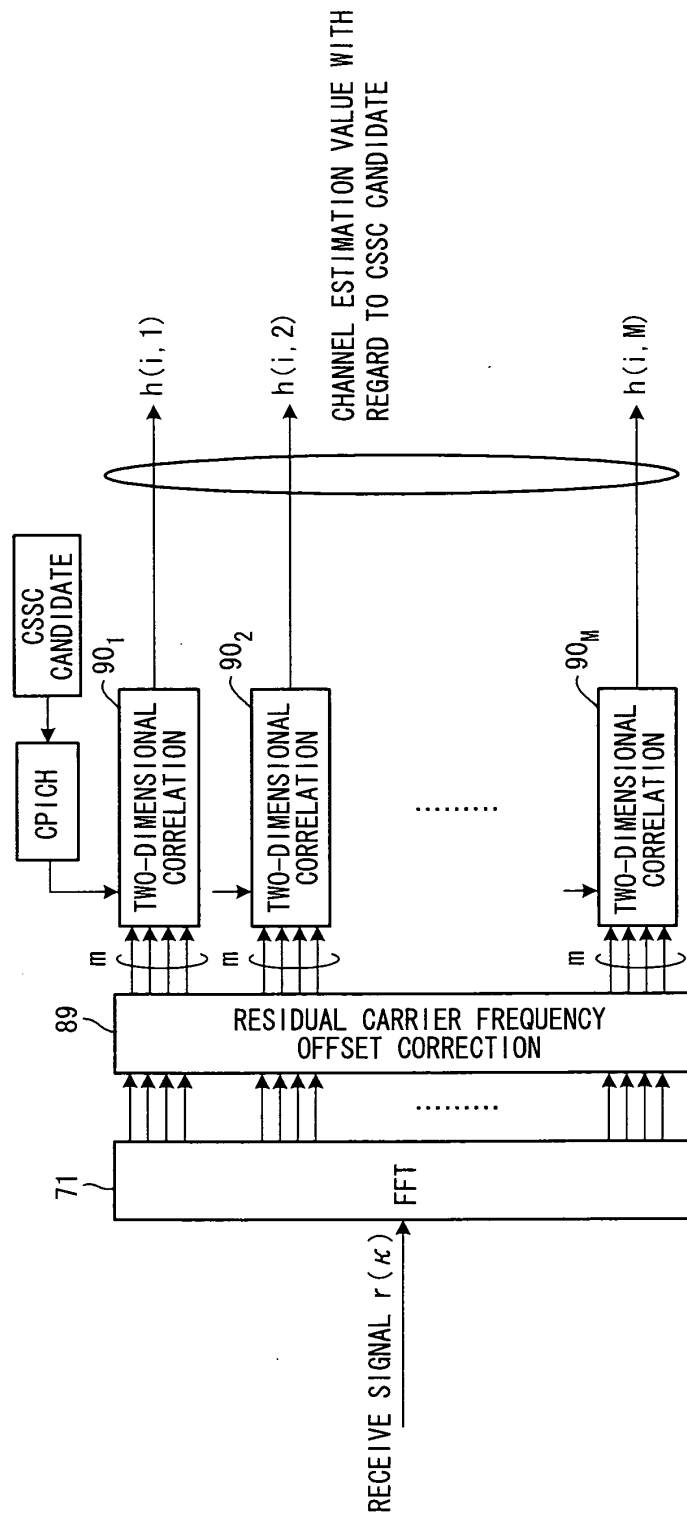 CSSC
CANDIDATE
CPICH
71
89
90₁
90₂
90M
RECEIVE SIGNAL r(κ)
FFT
RESIDUAL CARRIER FREQUENCY
OFFSET CORRECTION
m
m
m
TWO-DIMENSIONAL
CORRELATION
TWO-DIMENSIONAL
CORRELATION
TWO-DIMENSIONAL
CORRELATION
.........
.........
h(i,1)
h(i,2)
h(i,M)
CHANNEL ESTIMATION VALUE WITH
REGARD TO CSSC CANDIDATE